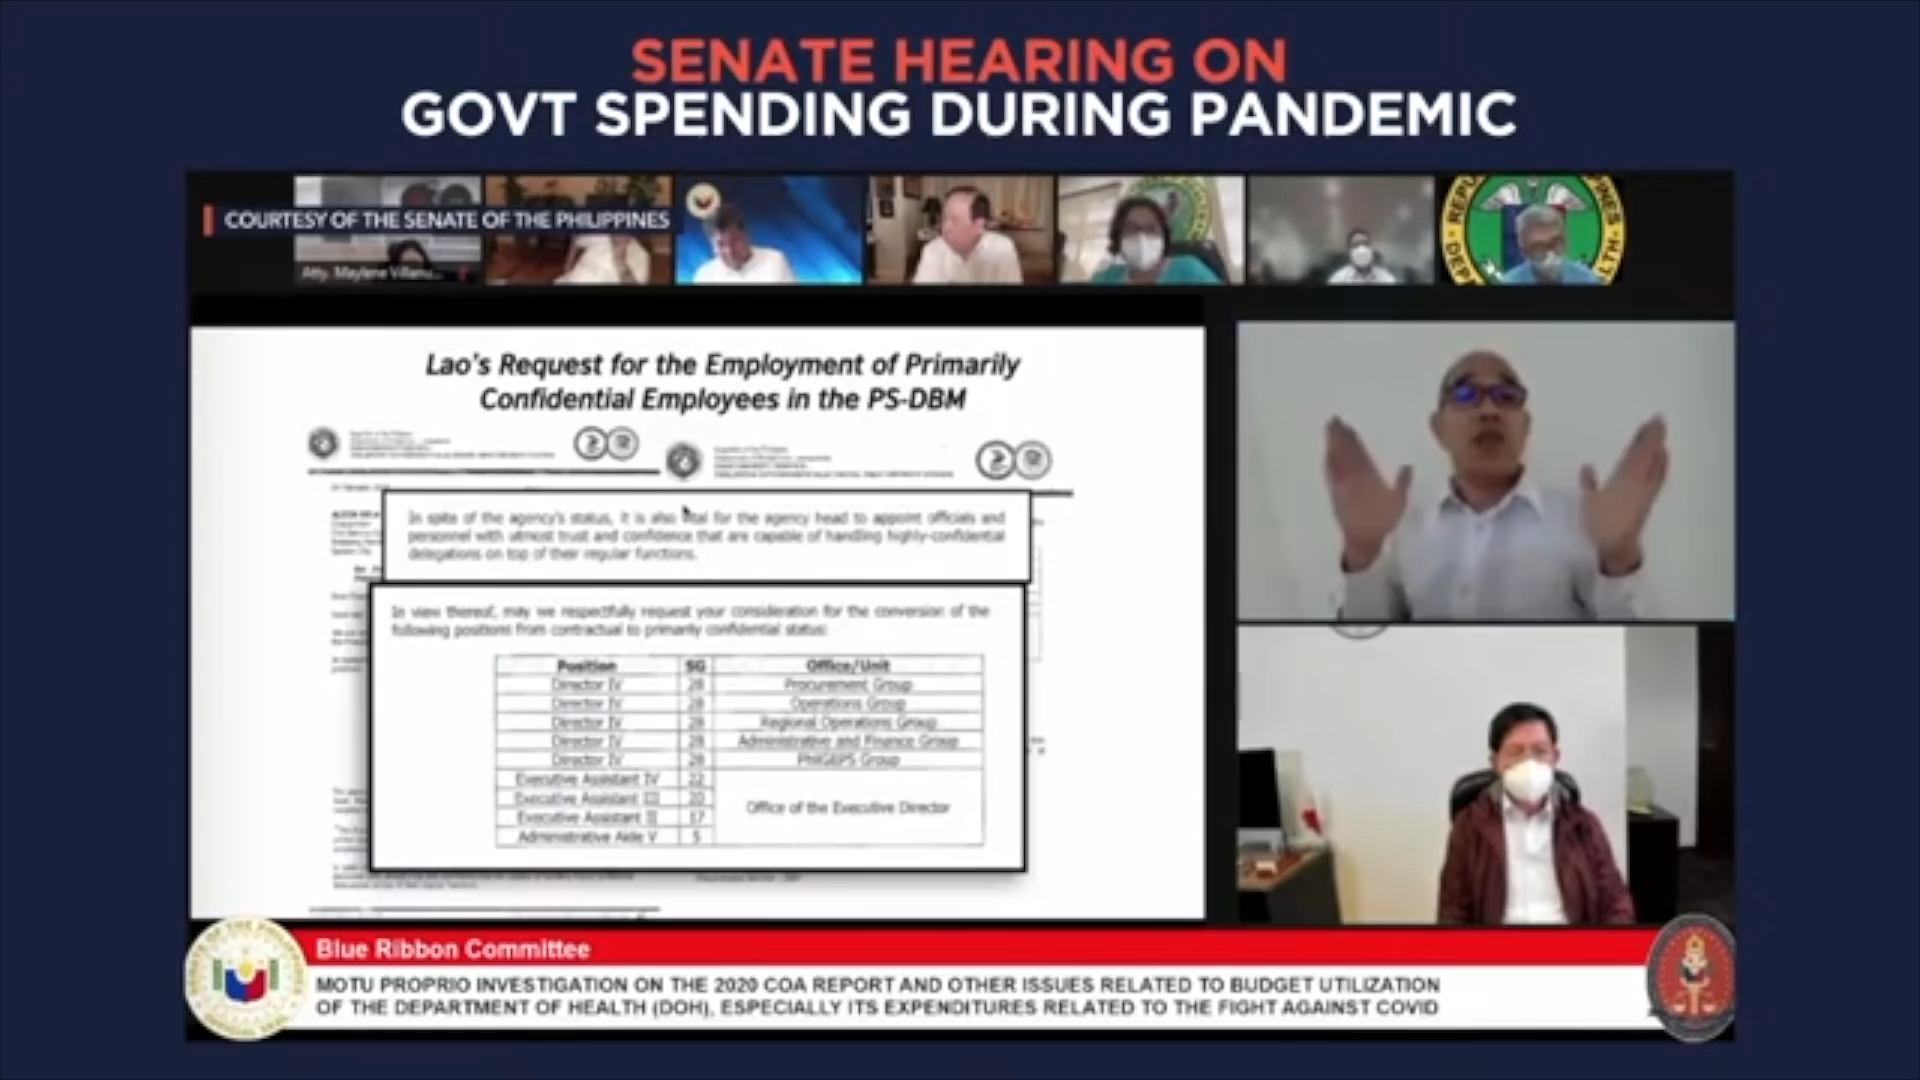 SENATE HEARING ON
GOVT SPENDING DURING PANDEMIC
COURTESY OF THE SENATE OF THE PHILIPPINES
Atty. Maylene Villanu...
Lao's Request for the Employment of Primarily
Confidential Employees in the PS-DBM
In spite of the agency's status, it is also vital for the agency head to appoint officials and
personnel with utmost trust and confidence that are capable of handling highly-confidential
delegations on top of their regular functions.
In view thereof, may we respectfully request your consideration for the conversion of the
following positions from contractual to primarily confidential status:
Position SG Office/Unit
Director IV 28 Procurement Group
Director IV 28 Operations Group
Director IV 28 Regional Operations Group
Director IV 28 Administrative and Finance Group
Director IV 28 PhilGEPS Group
Executive Assistant IV 22
Executive Assistant III 20
Office of the Executive Director
Executive Assistant II 17
Administrative Aide V 5
Blue Ribbon Committee
MOTU PROPRIO INVESTIGATION ON THE 2020 COA REPORT AND OTHER ISSUES RELATED TO BUDGET UTILIZATION
OF THE DEPARTMENT OF HEALTH (DOH), ESPECIALLY ITS EXPENDITURES RELATED TO THE FIGHT AGAINST COVID